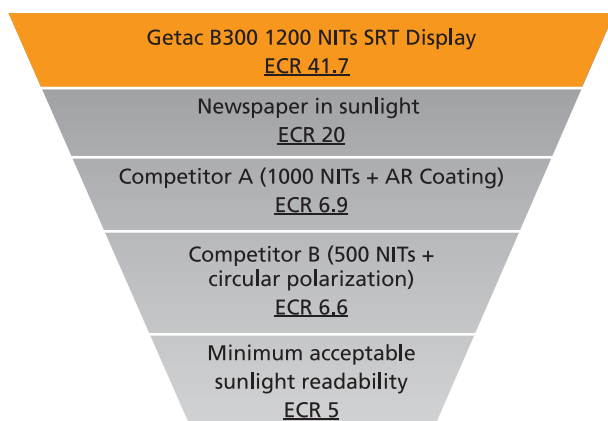 Getac B300 1200 NITs SRT Display
ECR 41.7
Newspaper in sunlight
ECR 20
Competitor A (1000 NITs + AR Coating)
ECR 6.9
Competitor B (500 NITs +
circular polarization)
ECR 6.6
Minimum acceptable
sunlight readability
ECR 5